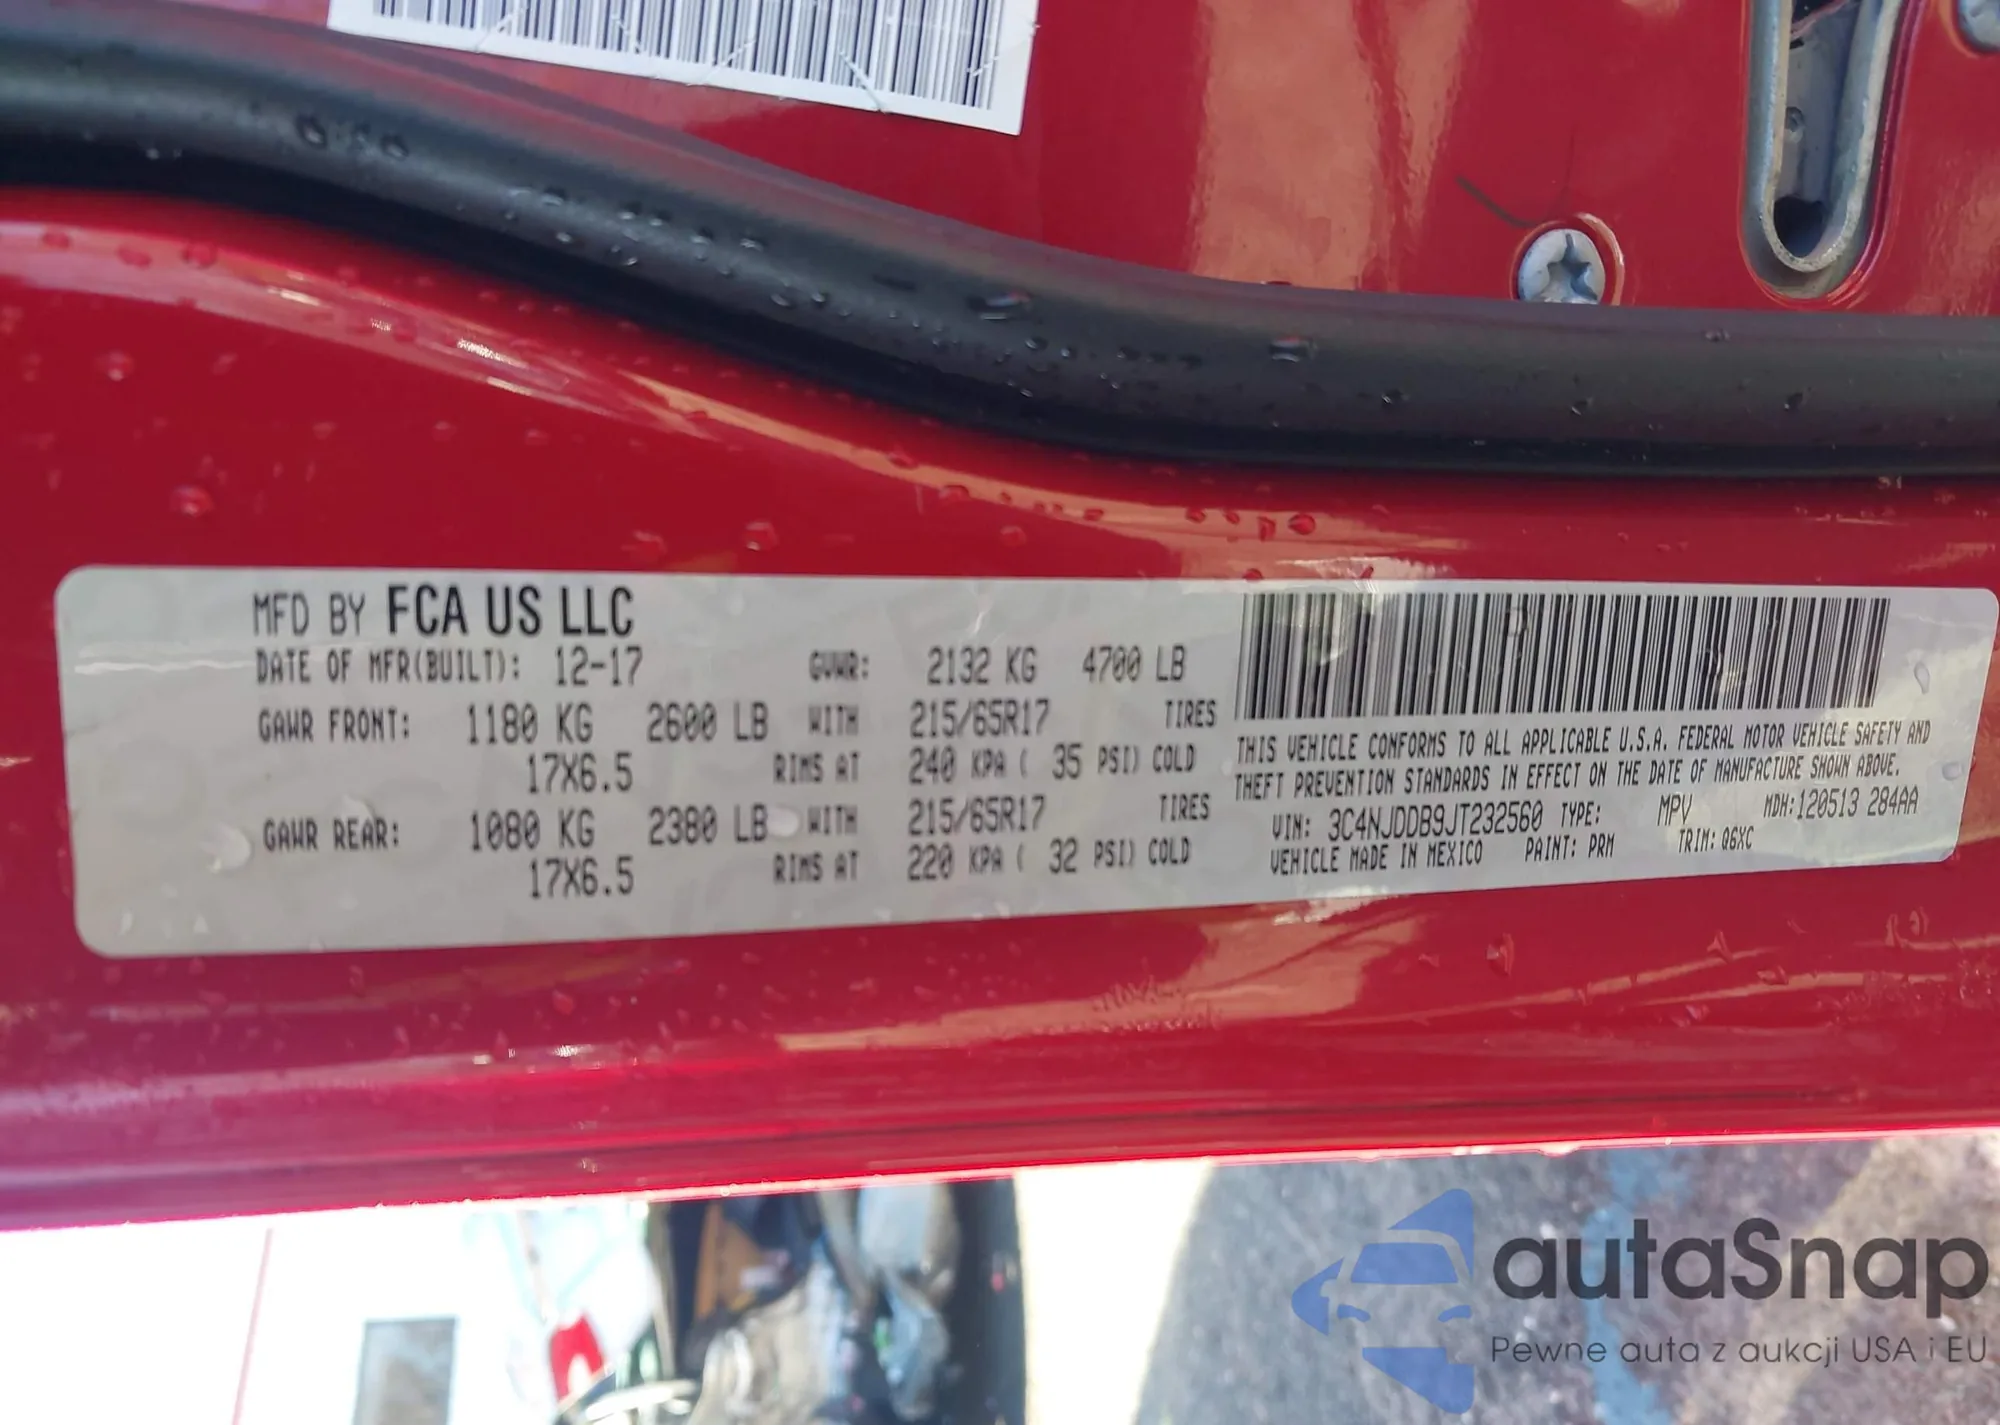 MFD BY FCA US LLC
DATE OF MFR(BUILT): 12-17 GVWR: 2132 KG 4700 LB
GAWR FRONT: 1180 KG 2600 LB WITH 215/65R17 TIRES
17X6.5 RIMS AT 240 KPA ( 35 PSI) COLD
GAWR REAR: 1080 KG 2380 LB WITH 215/65R17 TIRES
17X6.5 RIMS AT 220 KPA ( 32 PSI) COLD
THIS VEHICLE CONFORMS TO ALL APPLICABLE U.S.A. FEDERAL MOTOR VEHICLE SAFETY AND
THEFT PREVENTION STANDARDS IN EFFECT ON THE DATE OF MANUFACTURE SHOWN ABOVE.
VIN: 3C4NJDDB9JT232560 TYPE: MPV MDH:120513 284AA
VEHICLE MADE IN MEXICO PAINT: PRM TRIM: Q6XC
autaSnap
Pewne auta z aukcji USA i EU